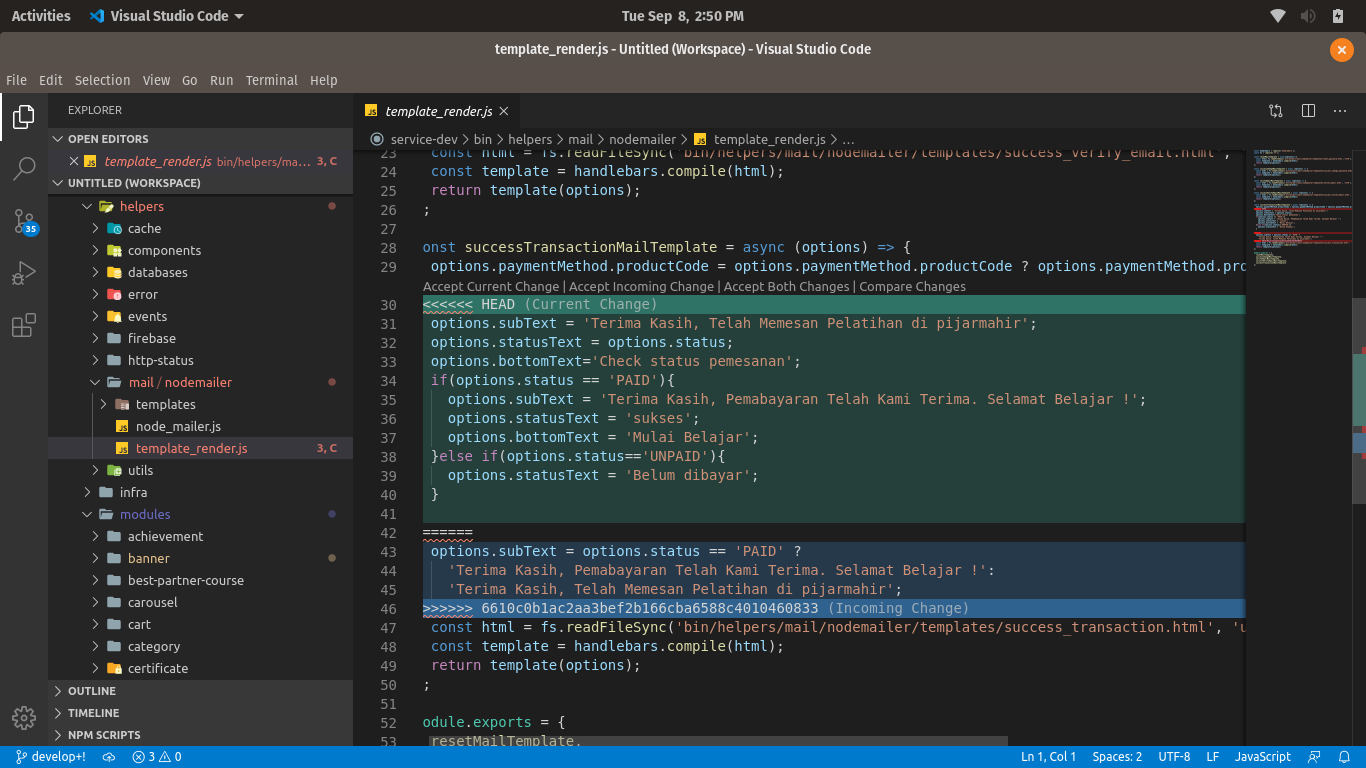 Activities
Visual Studio Code
Tue Sep 8, 2:50 PM
template_render.js - Untitled (Workspace) - Visual Studio Code
File Edit Selection View Go Run Terminal Help
EXPLORER
OPEN EDITORS
JS template_render.js bin/helpers/ma... 3, C
UNTITLED (WORKSPACE)
helpers
cache
components
databases
error
events
firebase
http-status
mail / nodemailer
templates
JS node_mailer.js
JS template_render.js 3, C
utils
infra
modules
achievement
banner
best-partner-course
carousel
cart
category
certificate
OUTLINE
TIMELINE
NPM SCRIPTS
35
JS template_render.js
service-dev > bin > helpers > mail > nodemailer > JS template_render.js > ...
23 const html = fs.readFileSync('bin/helpers/mail/nodemailer/templates/success_verify_email.html',
24 const template = handlebars.compile(html);
25 return template(options);
26 ;
27
28 onst successTransactionMailTemplate = async (options) => {
29 options.paymentMethod.productCode = options.paymentMethod.productCode ? options.paymentMethod.pro
Accept Current Change | Accept Incoming Change | Accept Both Changes | Compare Changes
30 <<<<<< HEAD (Current Change)
31 options.subText = 'Terima Kasih, Telah Memesan Pelatihan di pijarmahir';
32 options.statusText = options.status;
33 options.bottomText='Check status pemesanan';
34 if(options.status == 'PAID'){
35 options.subText = 'Terima Kasih, Pemabayaran Telah Kami Terima. Selamat Belajar !';
36 options.statusText = 'sukses';
37 options.bottomText = 'Mulai Belajar';
38 }else if(options.status=='UNPAID'){
39 options.statusText = 'Belum dibayar';
40 }
41
42 ======
43 options.subText = options.status == 'PAID' ?
44 'Terima Kasih, Pemabayaran Telah Kami Terima. Selamat Belajar !':
45 'Terima Kasih, Telah Memesan Pelatihan di pijarmahir';
46 >>>>>> 6610c0b1ac2aa3bef2b166cba6588c4010460833 (Incoming Change)
47 const html = fs.readFileSync('bin/helpers/mail/nodemailer/templates/success_transaction.html', 'u
48 const template = handlebars.compile(html);
49 return template(options);
50 ;
51
52 odule.exports = {
53 resetMailTemplate,
develop+! 3 0
Ln 1, Col 1 Spaces: 2 UTF-8 LF JavaScript